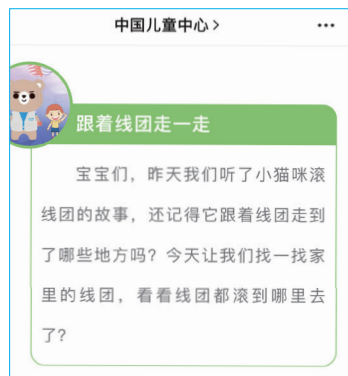 中国儿童中心>
跟着线团走一走
宝宝们，昨天我们听了小猫咪滚
线团的故事，还记得它跟着线团走到
了哪些地方吗？今天让我们找一找家
里的线团，看看线团都滚到哪里去
了？